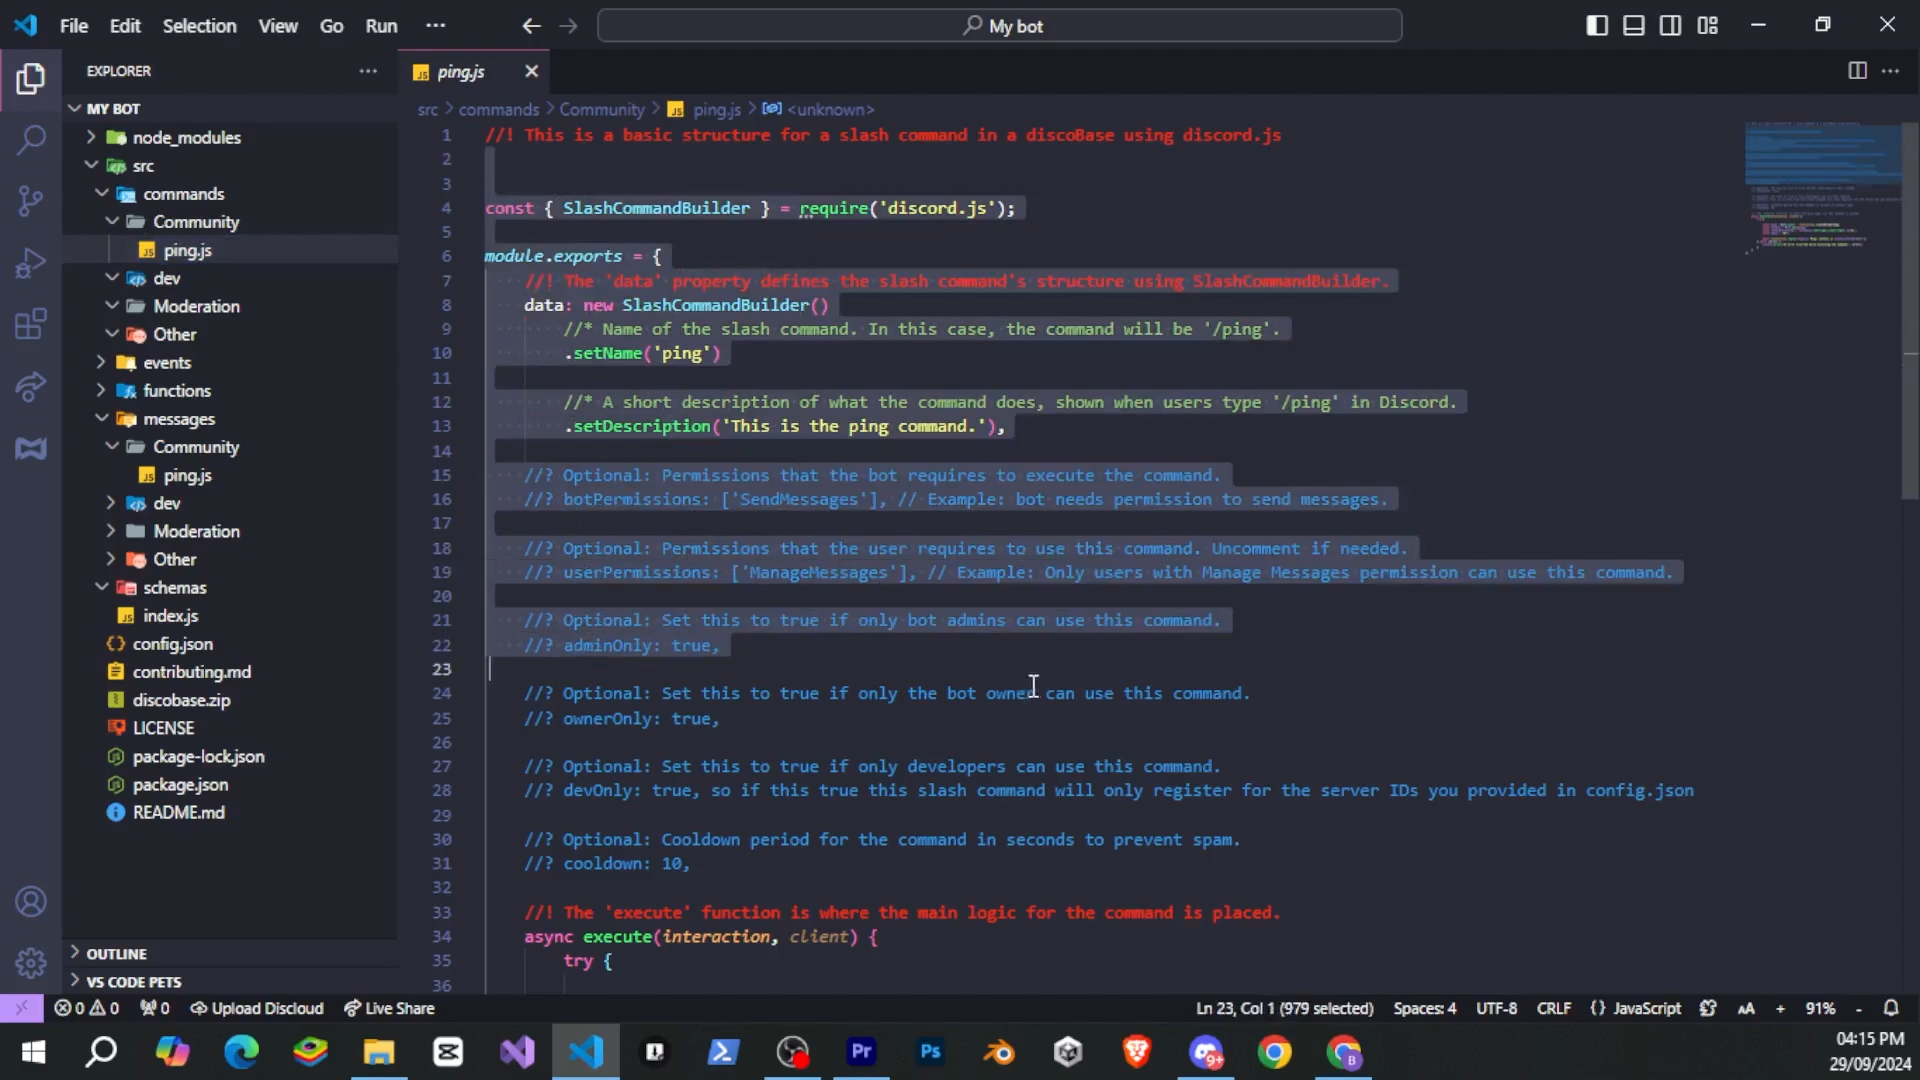 File Edit Selection View Go Run ··· My bot
EXPLORER ···
MY BOT
node_modules
src
commands
Community
JS ping.js
dev
Moderation
Other
events
functions
messages
Community
JS ping.js
dev
Moderation
Other
schemas
JS index.js
{} config.json
contributing.md
discobase.zip
LICENSE
package-lock.json
package.json
README.md
OUTLINE
VS CODE PETS
JS ping.js
src > commands > Community > JS ping.js > <unknown>
1 //! This is a basic structure for a slash command in a discoBase using discord.js
2
3
4 const { SlashCommandBuilder } = require('discord.js');
5
6 module.exports = {
7 //! The 'data' property defines the slash command's structure using SlashCommandBuilder.
8 data: new SlashCommandBuilder()
9 //* Name of the slash command. In this case, the command will be '/ping'.
10 .setName('ping')
11
12 //* A short description of what the command does, shown when users type '/ping' in Discord.
13 .setDescription('This is the ping command.'),
14
15 //? Optional: Permissions that the bot requires to execute the command.
16 //? botPermissions: ['SendMessages'], // Example: bot needs permission to send messages.
17
18 //? Optional: Permissions that the user requires to use this command. Uncomment if needed.
19 //? userPermissions: ['ManageMessages'], // Example: Only users with Manage Messages permission can use this command.
20
21 //? Optional: Set this to true if only bot admins can use this command.
22 //? adminOnly: true,
23
24 //? Optional: Set this to true if only the bot owner can use this command.
25 //? ownerOnly: true,
26
27 //? Optional: Set this to true if only developers can use this command.
28 //? devOnly: true, so if this true this slash command will only register for the server IDs you provided in config.json
29
30 //? Optional: Cooldown period for the command in seconds to prevent spam.
31 //? cooldown: 10,
32
33 //! The 'execute' function is where the main logic for the command is placed.
34 async execute(interaction, client) {
35 try {
36
0 0 0 Upload Discloud Live Share Ln 23, Col 1 (979 selected) Spaces: 4 UTF-8 CRLF {} JavaScript AA + 91% -
Pr Ps 9+ B
04:15 PM
29/09/2024